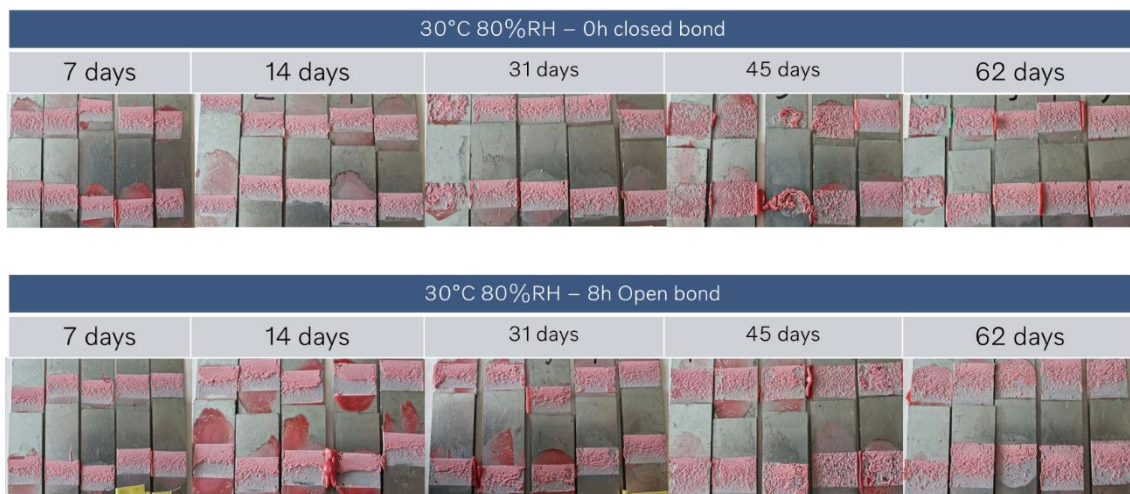 30°C 80%RH – 0h closed bond
7 days 14 days 31 days 45 days 62 days
30°C 80%RH – 8h Open bond
7 days 14 days 31 days 45 days 62 days